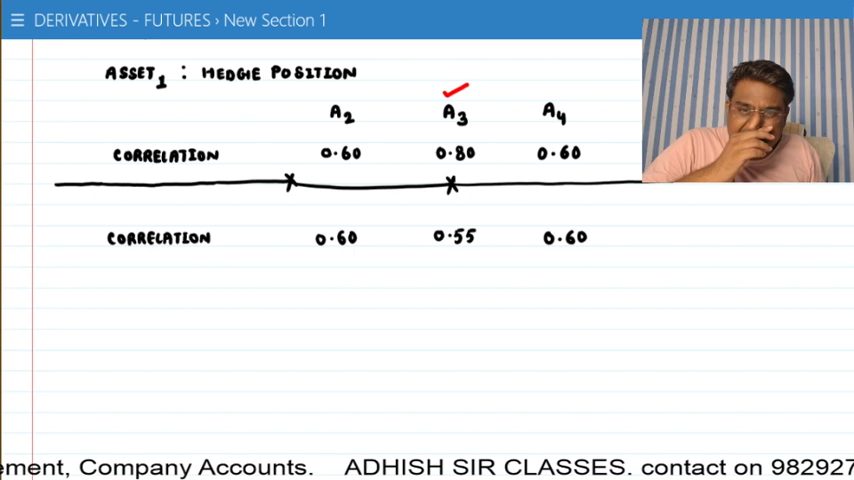 ☰ DERIVATIVES - FUTURES › New Section 1
ASSET1 : HEDGE POSITION
A2 A3 A4
CORRELATION 0.60 0.80 0.60
CORRELATION 0.60 0.55 0.60
ement, Company Accounts. ADHISH SIR CLASSES. contact on 982927